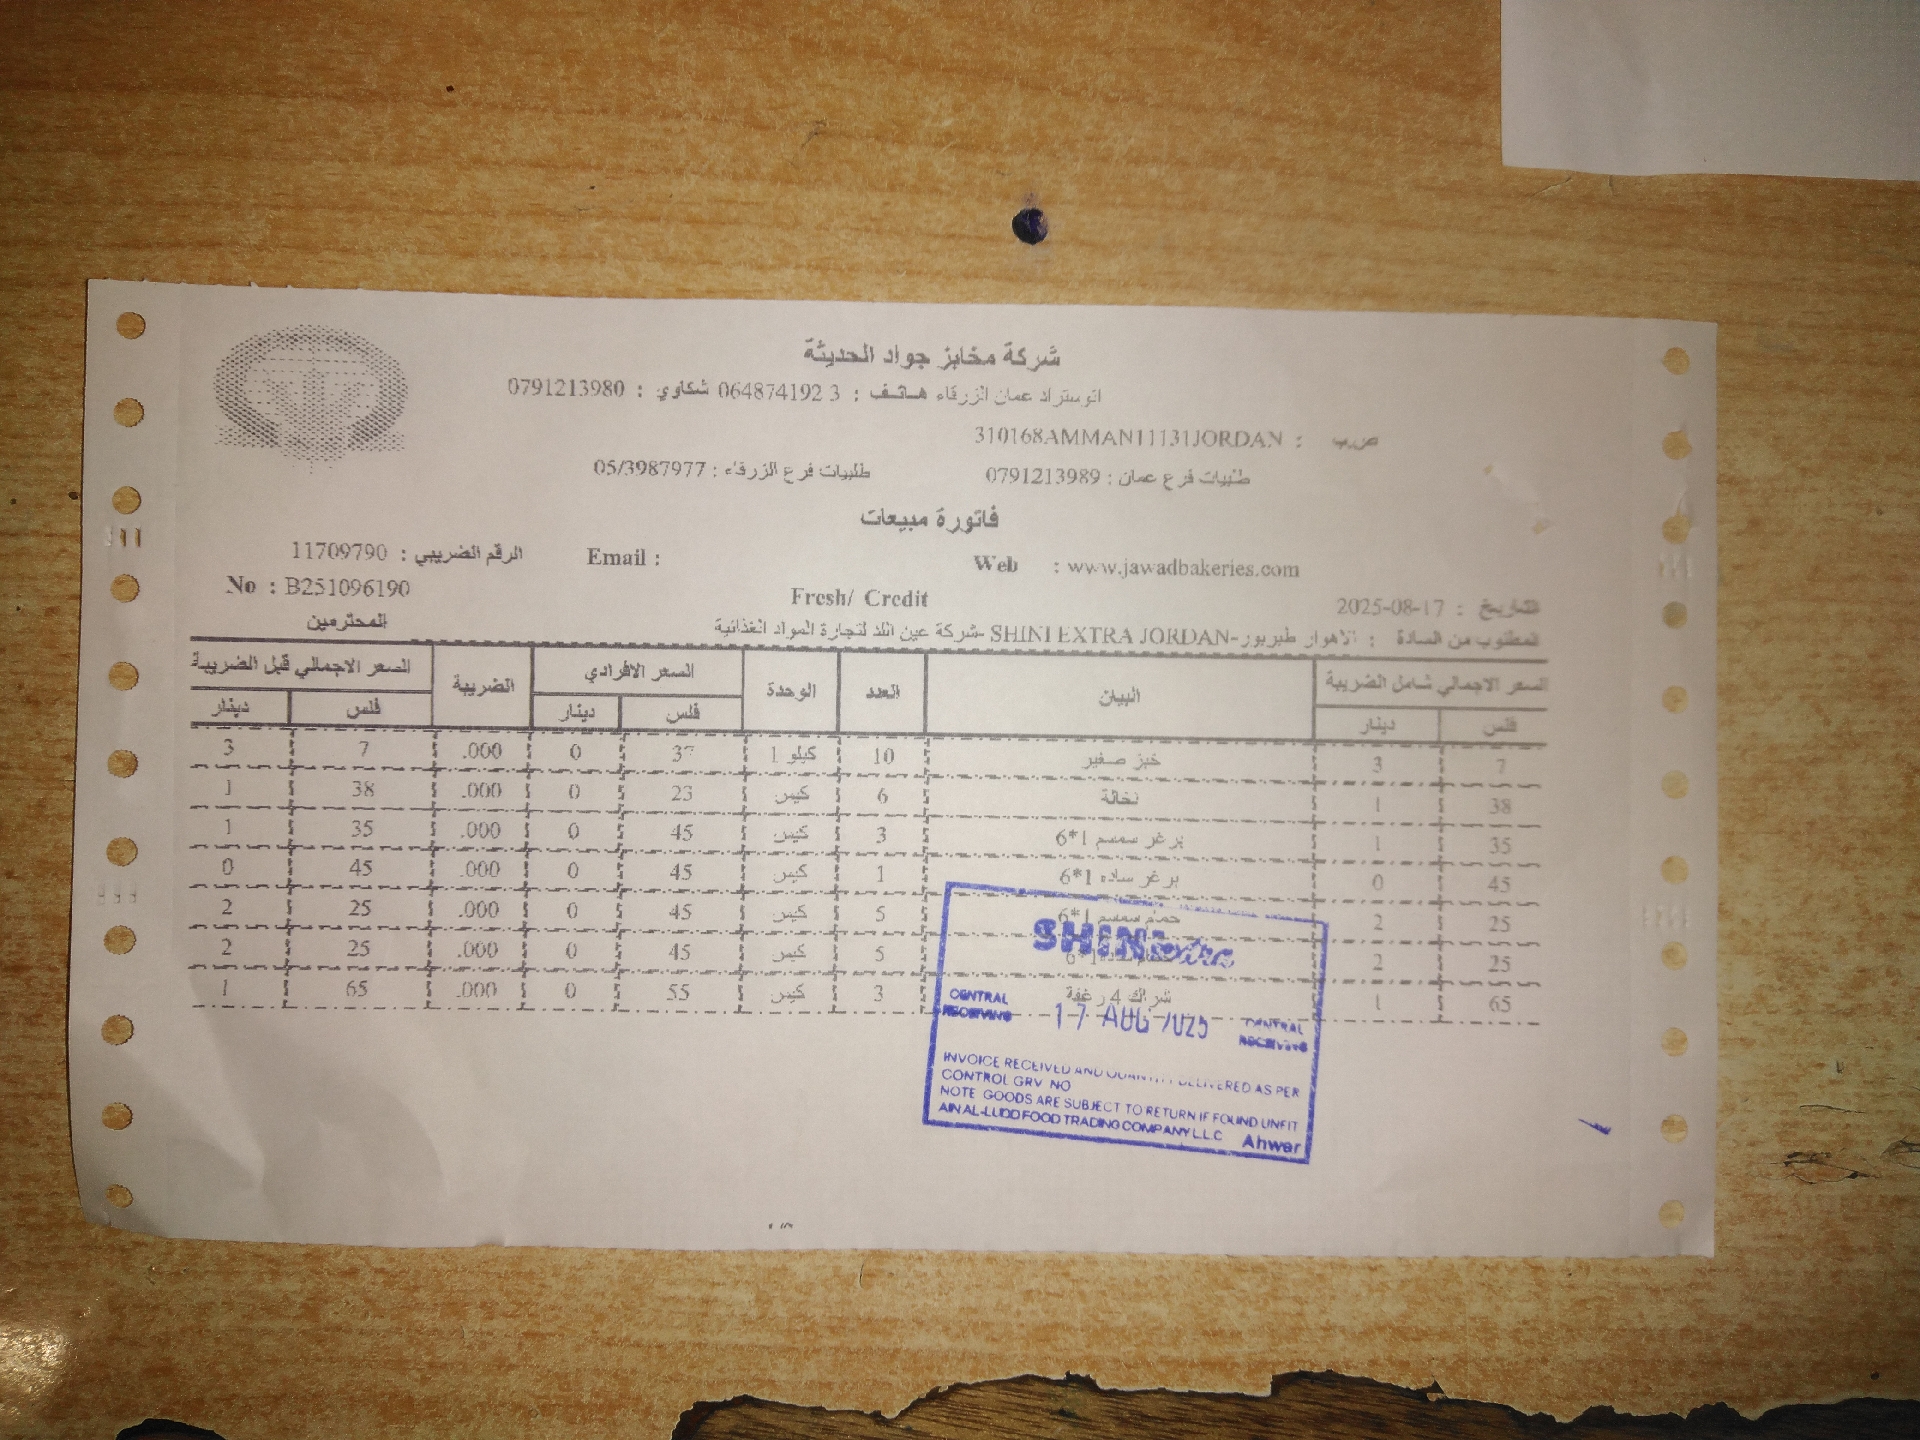 شركة مخابز جواد الحديثة
اتوستراد عمان الزرقاء هاتف : 3 064874192 شكاوي : 0791213980
ص.ب : 310168AMMAN11131JORDAN
طلبيات فرع عمان : 0791213989 طلبيات فرع الزرقاء : 05/3987977
فاتورة مبيعات
Web : www.jawadbakeries.com Email : الرقم الضريبي : 11709790
التاريخ : 2025-08-17 Fresh/ Credit No : B251096190
المطلوب من السادة : الاهوار طبربور-SHINI EXTRA JORDAN -شركة عين اللد لتجارة المواد الغذائية المحترمين
السعر الاجمالي شامل الضريبة البيان العدد الوحدة السعر الافرادي الضريبة السعر الاجمالي قبل الضريبة
فلس دينار فلس دينار فلس دينار
7 3 خبز صغير 10 كيلو 1 37 0 .000 7 3
38 1 نخالة 6 كيس 23 0 .000 38 1
35 1 برغر سمسم 1*6 3 كيس 45 0 .000 35 1
45 0 برغر ساده 1*6 1 كيس 45 0 .000 45 0
25 2 حمام سمسم 1*6 5 كيس 45 0 .000 25 2
25 2 1*6 5 كيس 45 0 .000 25 2
65 1 شراك 4 رغفة 3 كيس 55 0 .000 65 1
SHINI extra
CENTRAL RECEIVING 17 AUG 2025 CENTRAL RECEIVING
INVOICE RECEIVED AND QUANTITY DELIVERED AS PER
CONTROL GRV NO
NOTE GOODS ARE SUBJECT TO RETURN IF FOUND UNFIT
AIN AL-LUDD FOOD TRADING COMPANY L.L.C Ahwar